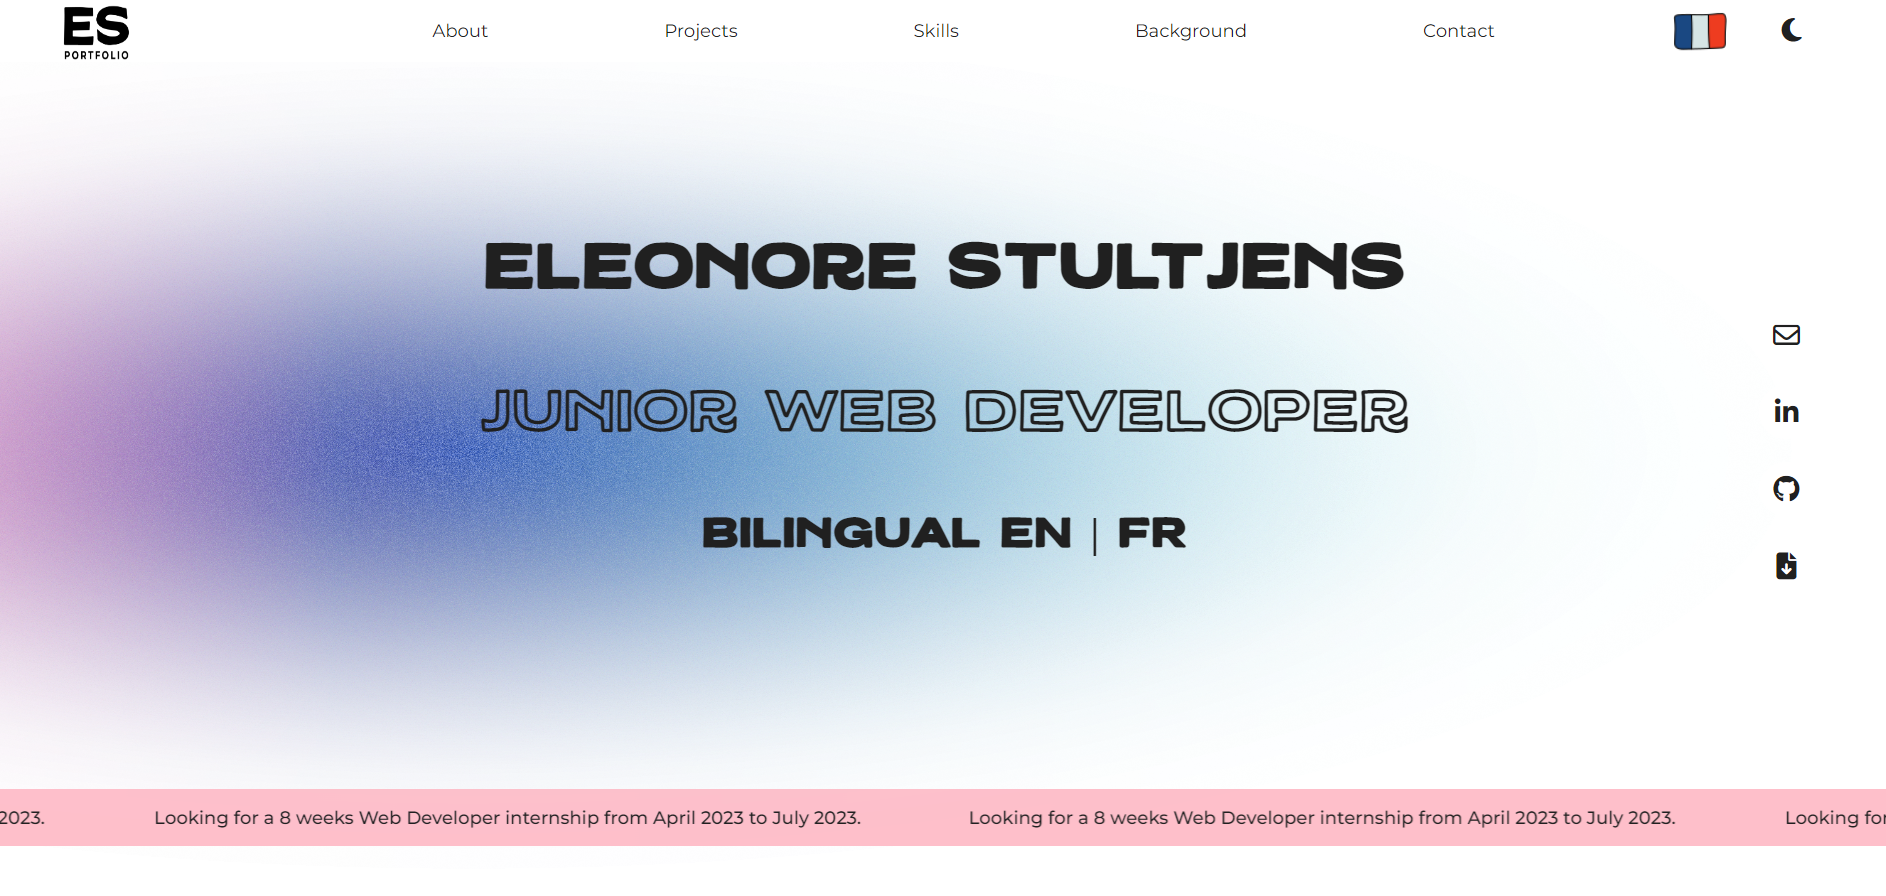 ES
PORTFOLIO
About Projects Skills Background Contact
ELEONORE STULTJENS
JUNIOR WEB DEVELOPER
BILINGUAL EN | FR
in
2023. Looking for a 8 weeks Web Developer internship from April 2023 to July 2023. Looking for a 8 weeks Web Developer internship from April 2023 to July 2023. Looking for